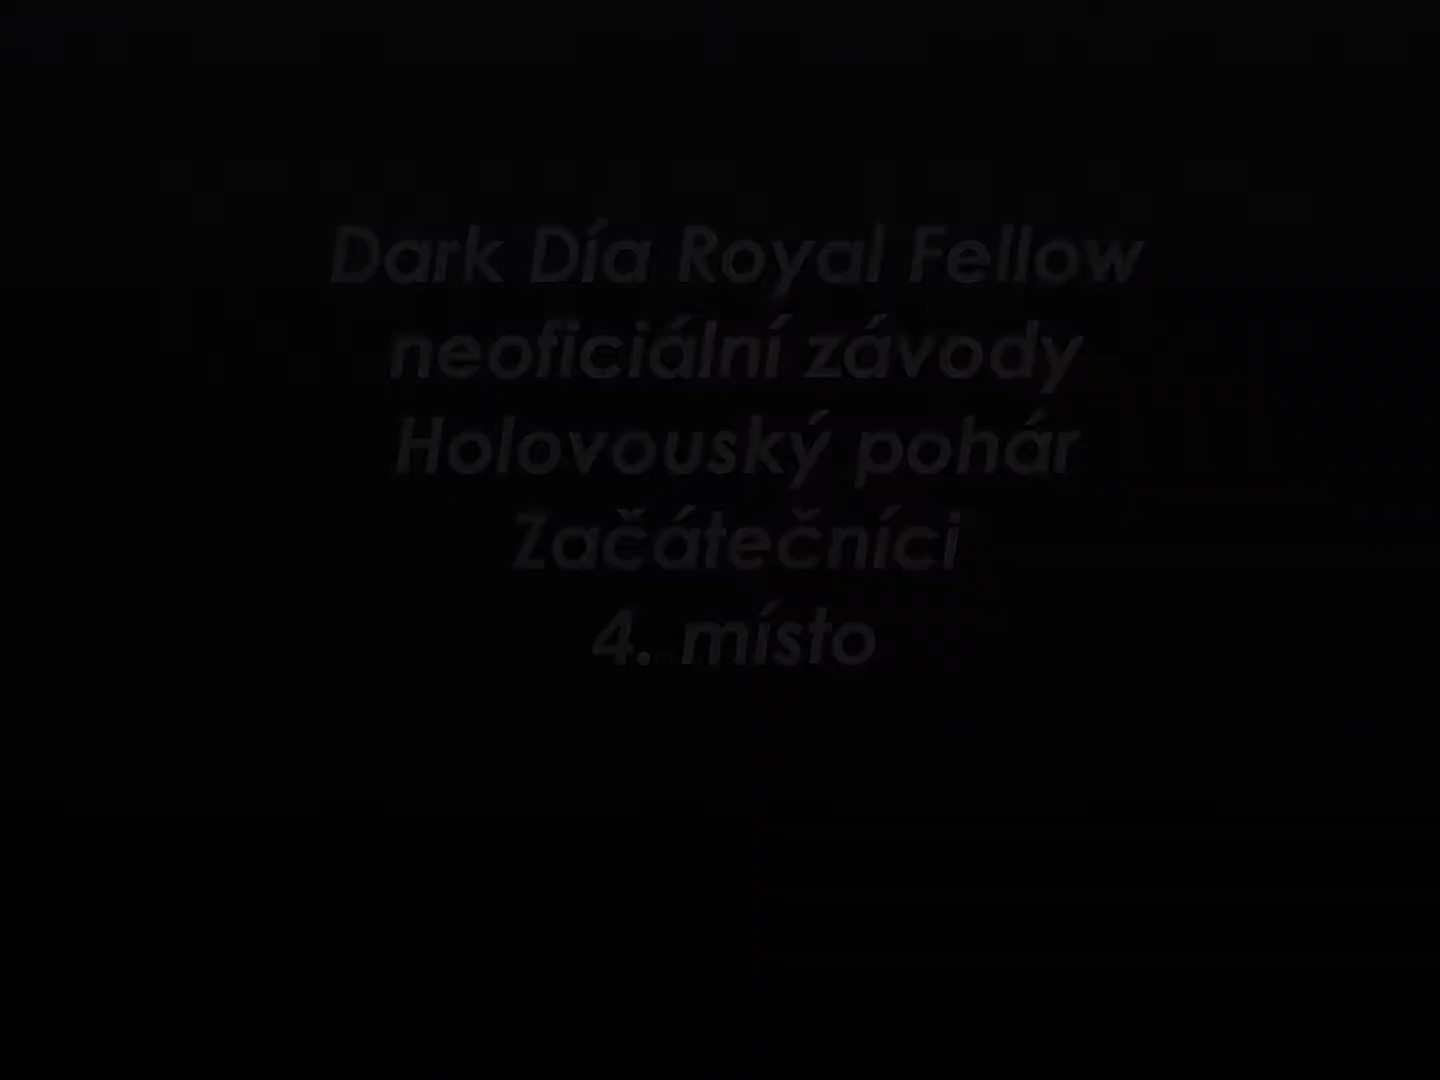 Dark Día Royal Fellow
neoficiální závody
Holovouský pohár
Začátečníci
4. místo